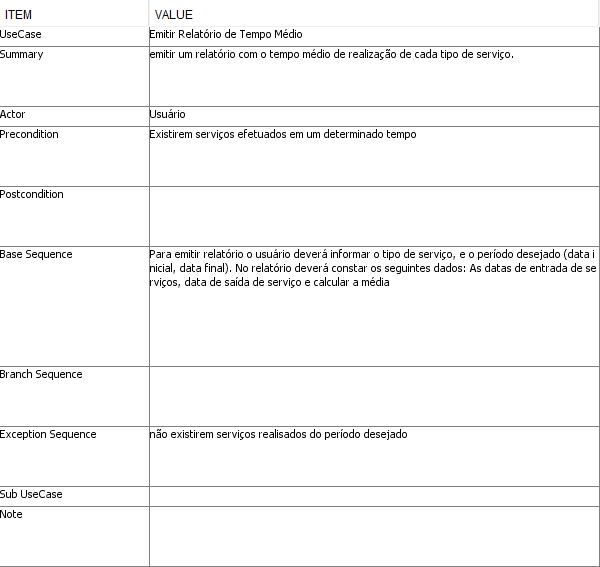 ITEM VALUE
UseCase Emitir Relatório de Tempo Médio
Summary emitir um relatório com o tempo médio de realização de cada tipo de serviço.
Actor Usuário
Precondition Existirem serviços efetuados em um determinado tempo
Postcondition
Base Sequence Para emitir relatório o usuário deverá informar o tipo de serviço, e o período desejado (data i
nicial, data final). No relatório deverá constar os seguintes dados: As datas de entrada de se
rviços, data de saída de serviço e calcular a média
Branch Sequence
Exception Sequence não existirem serviços realisados do período desejado
Sub UseCase
Note